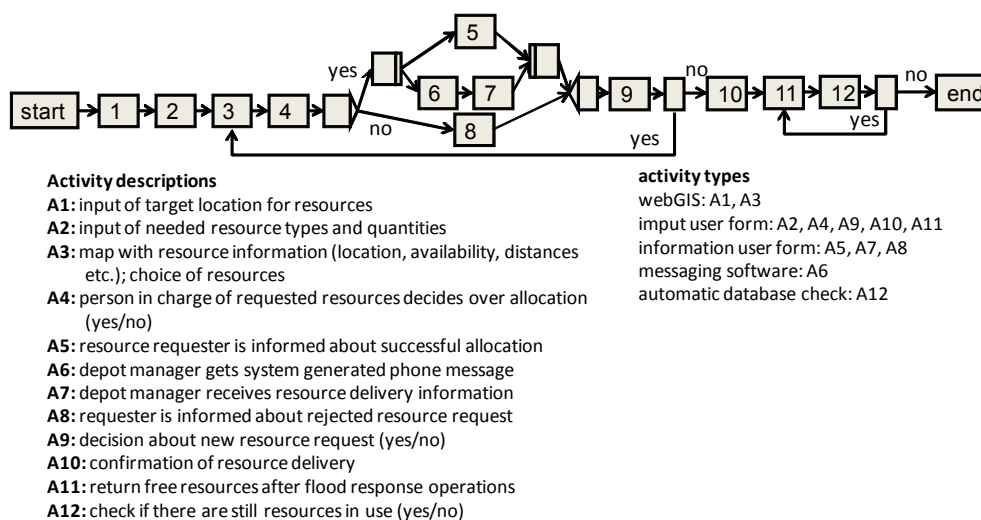 5
yes
6 7
no
no
start 1 2 3 4 9 10 11 12 end
no 8
yes
yes
Activity descriptions
A1: input of target location for resources
A2: input of needed resource types and quantities
A3: map with resource information (location, availability, distances
etc.); choice of resources
A4: person in charge of requested resources decides over allocation
(yes/no)
A5: resource requester is informed about successful allocation
A6: depot manager gets system generated phone message
A7: depot manager receives resource delivery information
A8: requester is informed about rejected resource request
A9: decision about new resource request (yes/no)
A10: confirmation of resource delivery
A11: return free resources after flood response operations
A12: check if there are still resources in use (yes/no)
activity types
webGIS: A1, A3
imput user form: A2, A4, A9, A10, A11
information user form: A5, A7, A8
messaging software: A6
automatic database check: A12